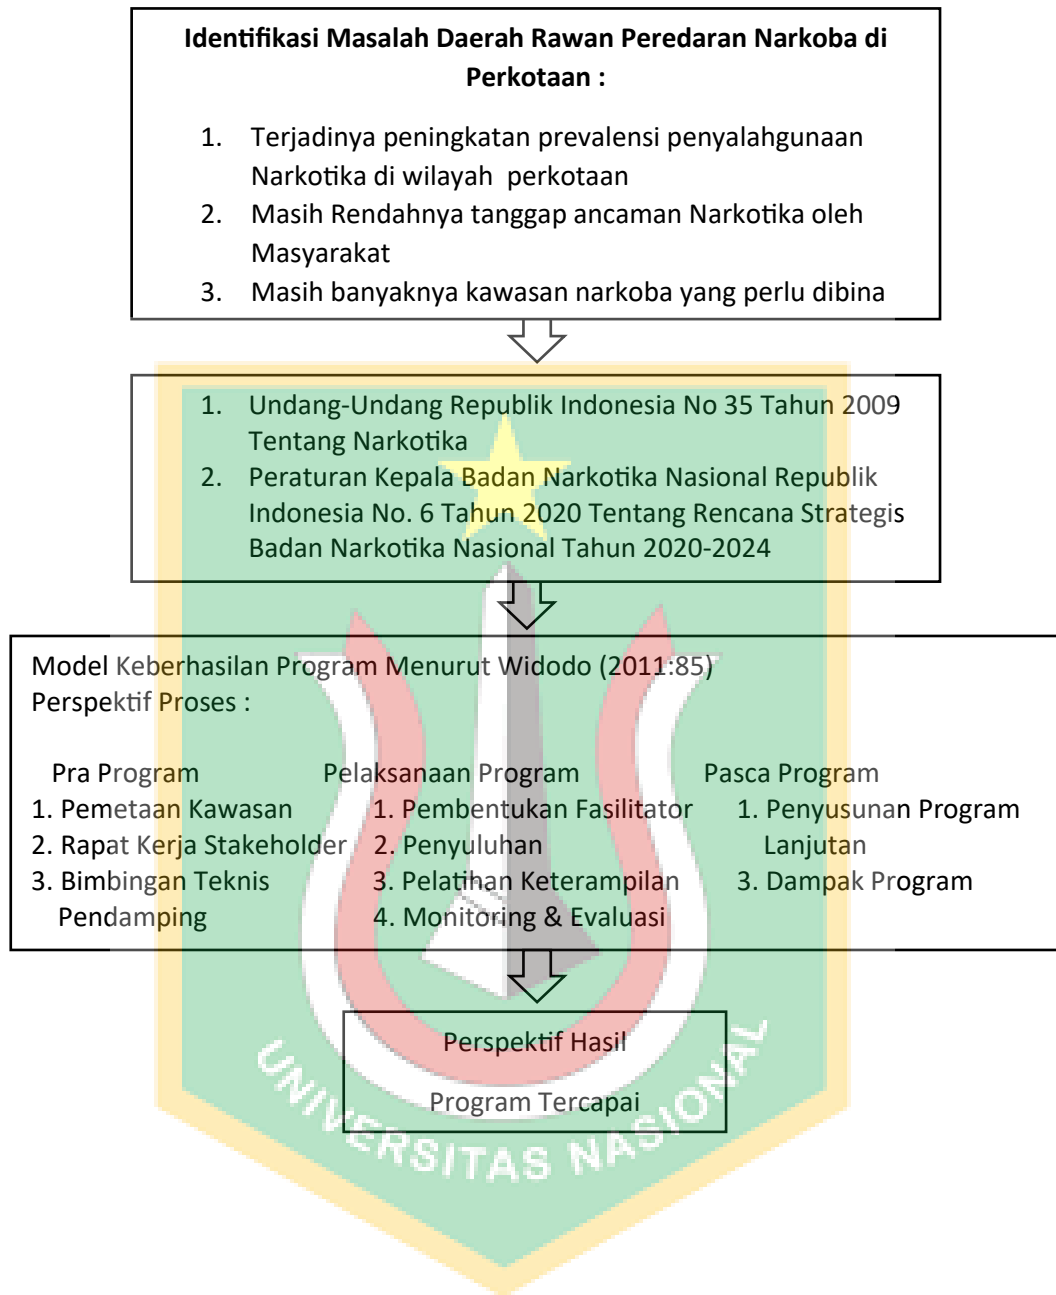 Identifikasi Masalah Daerah Rawan Peredaran Narkoba di
Perkotaan :
1. Terjadinya peningkatan prevalensi penyalahgunaan
Narkotika di wilayah perkotaan
2. Masih Rendahnya tanggap ancaman Narkotika oleh
Masyarakat
3. Masih banyaknya kawasan narkoba yang perlu dibina
1. Undang-Undang Republik Indonesia No 35 Tahun 2009
Tentang Narkotika
2. Peraturan Kepala Badan Narkotika Nasional Republik
Indonesia No. 6 Tahun 2020 Tentang Rencana Strategis
Badan Narkotika Nasional Tahun 2020-2024
Model Keberhasilan Program Menurut Widodo (2011:85)
Perspektif Proses :
Pra Program
1. Pemetaan Kawasan
2. Rapat Kerja Stakeholder
3. Bimbingan Teknis
Pendamping
Pelaksanaan Program
1. Pembentukan Fasilitator
2. Penyuluhan
3. Pelatihan Keterampilan
4. Monitoring & Evaluasi
Pasca Program
1. Penyusunan Program
Lanjutan
3. Dampak Program
Perspektif Hasil
Program Tercapai
UNIVERSITAS NASIONAL